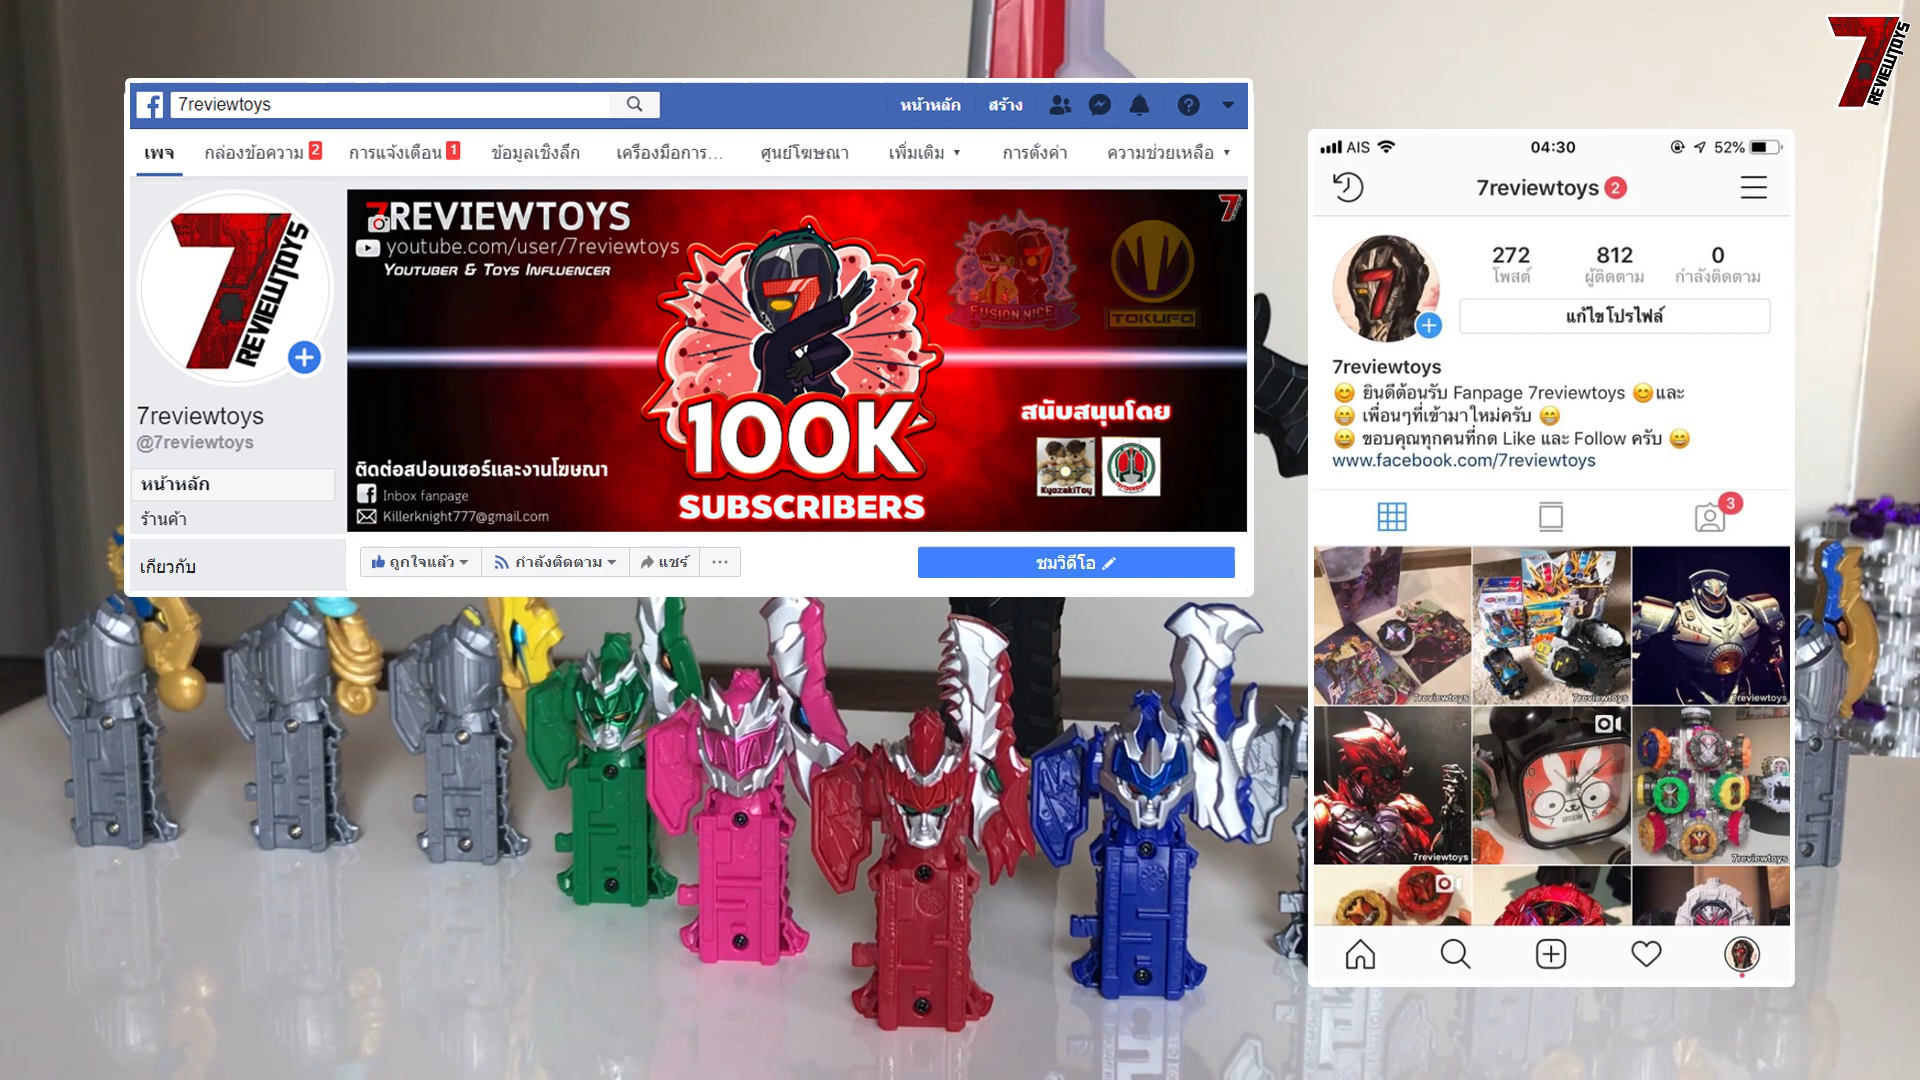 7 REVIEWTOYS
7reviewtoys
หน้าหลัก
สร้าง
เพจ
กล่องข้อความ 2
การแจ้งเตือน 1
ข้อมูลเชิงลึก
เครื่องมือการ...
ศูนย์โฆษณา
เพิ่มเติม
การตั้งค่า
ความช่วยเหลือ
7 REVIEWTOYS
7reviewtoys
@7reviewtoys
หน้าหลัก
ร้านค้า
เกี่ยวกับ
7REVIEWTOYS
youtube.com/user/7reviewtoys
YOUTUBER & TOYS INFLUENCER
FUSION NICE
TOKUFO
100K
SUBSCRIBERS
สนับสนุนโดย
KyozakiToy
ติดต่อสปอนเซอร์และงานโฆษณา
Inbox fanpage
Killerknight777@gmail.com
ถูกใจแล้ว
กำลังติดตาม
แชร์
ชมวิดีโอ
AIS
04:30
52%
7reviewtoys 2
272
812
0
โพสต์
ผู้ติดตาม
กำลังติดตาม
แก้ไขโปรไฟล์
7reviewtoys
😊 ยินดีต้อนรับ Fanpage 7reviewtoys 😊และ
😁 เพื่อนๆที่เข้ามาใหม่ครับ 😁
😄 ขอบคุณทุกคนที่กด Like และ Follow ครับ 😄
www.facebook.com/7reviewtoys
3
7reviewtoys
7reviewtoys
7reviewtoys
7reviewtoys
7reviewtoys